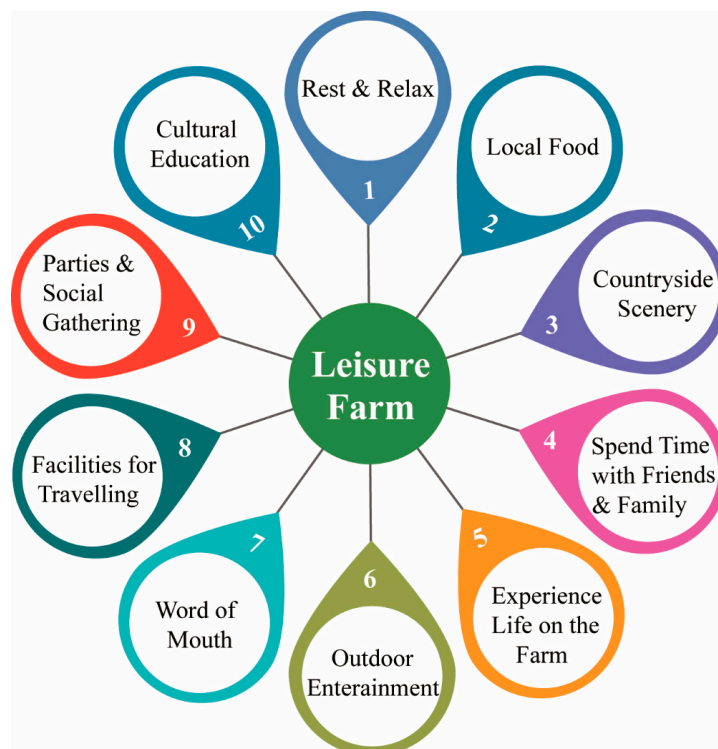 Leisure
Farm
1
Rest & Relax
2
Local Food
3
Countryside
Scenery
4
Spend Time
with Friends
& Family
5
Experience
Life on the
Farm
6
Outdoor
Enterainment
7
Word of
Mouth
8
Facilities for
Travelling
9
Parties &
Social
Gathering
10
Cultural
Education